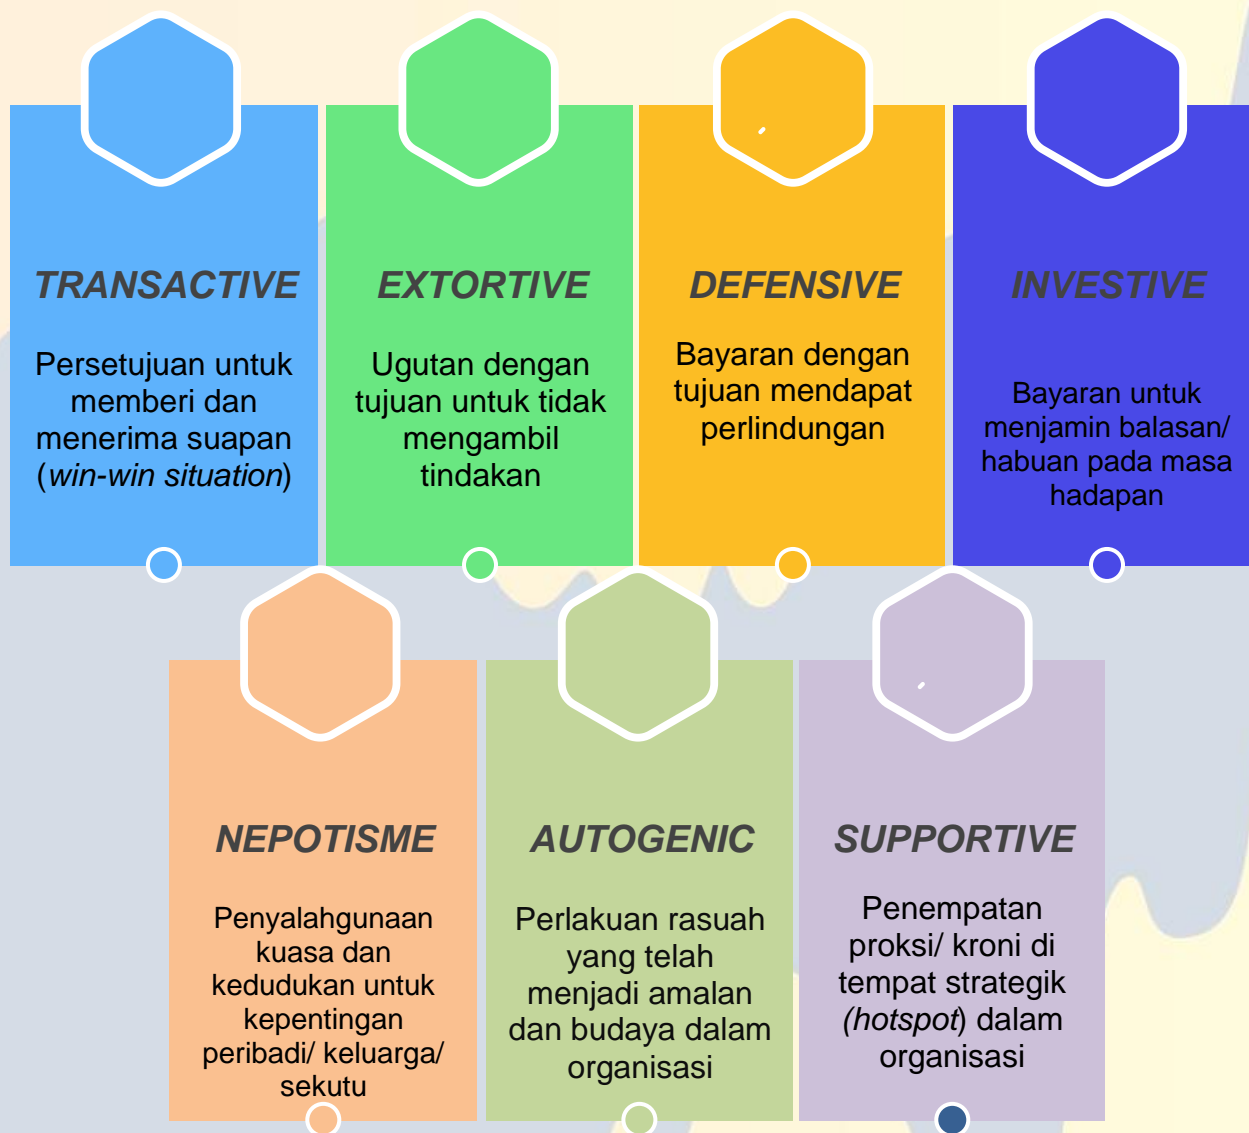 TRANSACTIVE
Persetujuan untuk
memberi dan
menerima suapan
(win-win situation)
EXTORTIVE
Ugutan dengan
tujuan untuk tidak
mengambil
tindakan
DEFENSIVE
Bayaran dengan
tujuan mendapat
perlindungan
INVESTIVE
Bayaran untuk
menjamin balasan/
habuan pada masa
hadapan
NEPOTISME
Penyalahgunaan
kuasa dan
kedudukan untuk
kepentingan
peribadi/ keluarga/
sekutu
AUTOGENIC
Perlakuan rasuah
yang telah
menjadi amalan
dan budaya dalam
organisasi
SUPPORTIVE
Penempatan
proksi/ kroni di
tempat strategik
(hotspot) dalam
organisasi